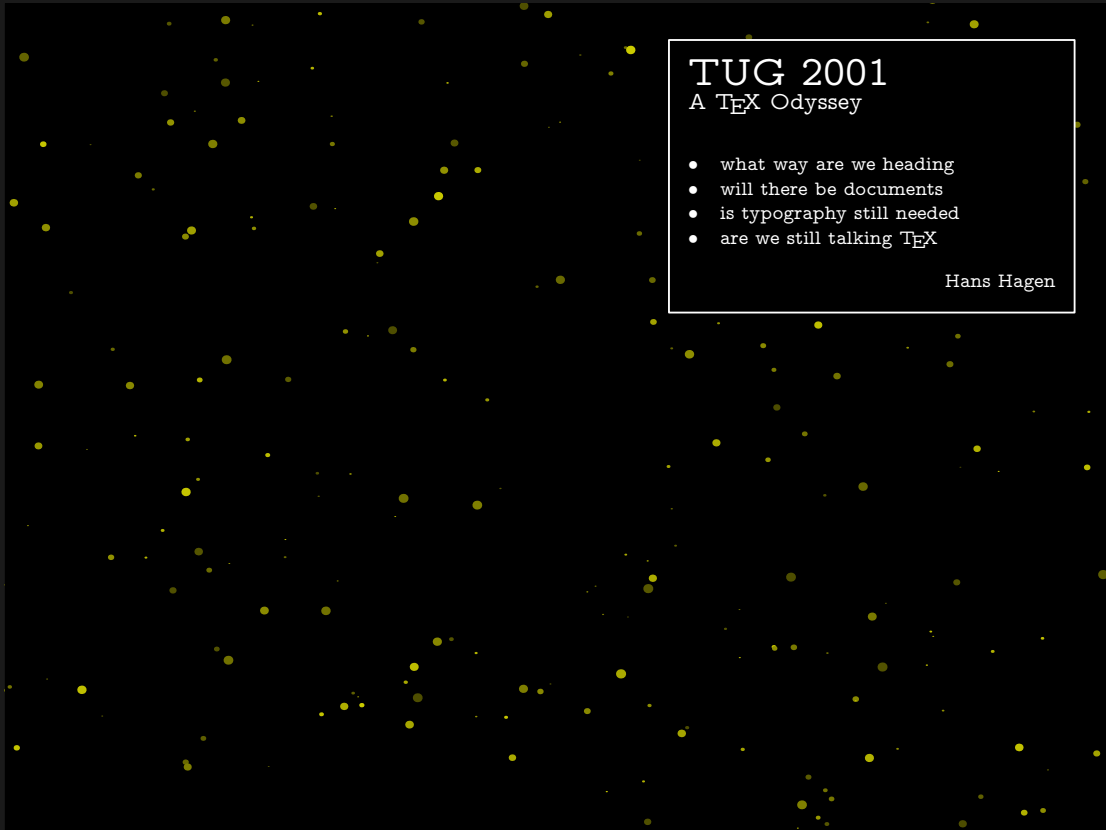 TUG 2001
A TEX Odyssey
• what way are we heading
• will there be documents
• is typography still needed
• are we still talking TEX
Hans Hagen